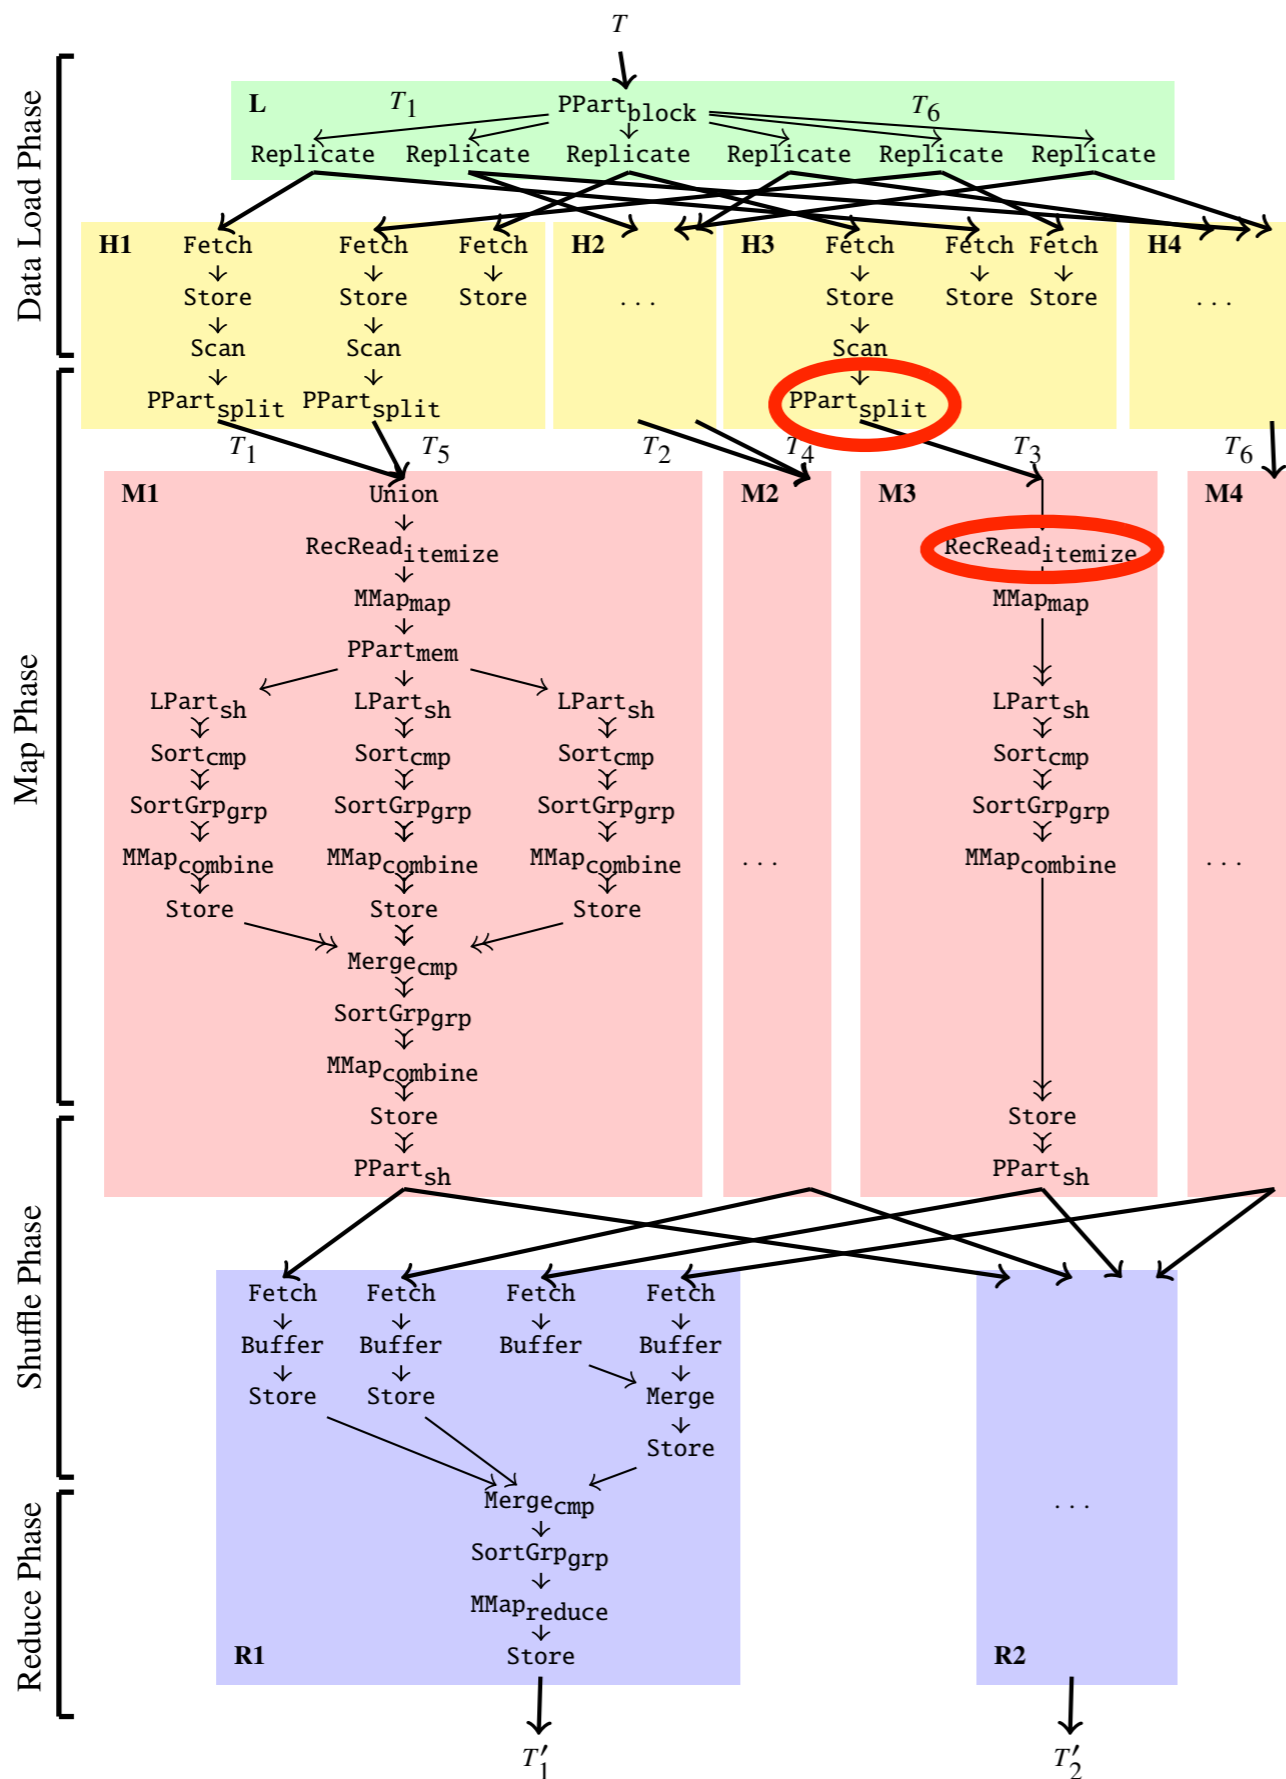 T
Data Load Phase
L
T1
PPartblock
T6
Replicate Replicate Replicate Replicate Replicate Replicate
H1 Fetch Fetch Fetch H2 H3 Fetch Fetch Fetch H4
Store Store Store ... Store Store Store ...
Scan Scan Scan
PPartsplit PPartsplit PPartsplit
T1 T5 T2 T4 T3 T6
Map Phase
M1 Union M2 M3 M4
RecReaditemize RecReaditemize
MMapmap MMapmap
PPartmem
LPartsh LPartsh LPartsh LPartsh
Sortcmp Sortcmp Sortcmp Sortcmp
SortGrpgrp SortGrpgrp SortGrpgrp SortGrpgrp
MMapcombine MMapcombine MMapcombine ... MMapcombine ...
Store Store Store
Mergecmp
SortGrpgrp
MMapcombine
Store Store
PPartsh PPartsh
Shuffle Phase
Fetch Fetch Fetch Fetch
Buffer Buffer Buffer Buffer
Store Store Merge
Store
Reduce Phase
Mergecmp ...
SortGrpgrp
MMapreduce
R1 Store R2
T′1 T′2